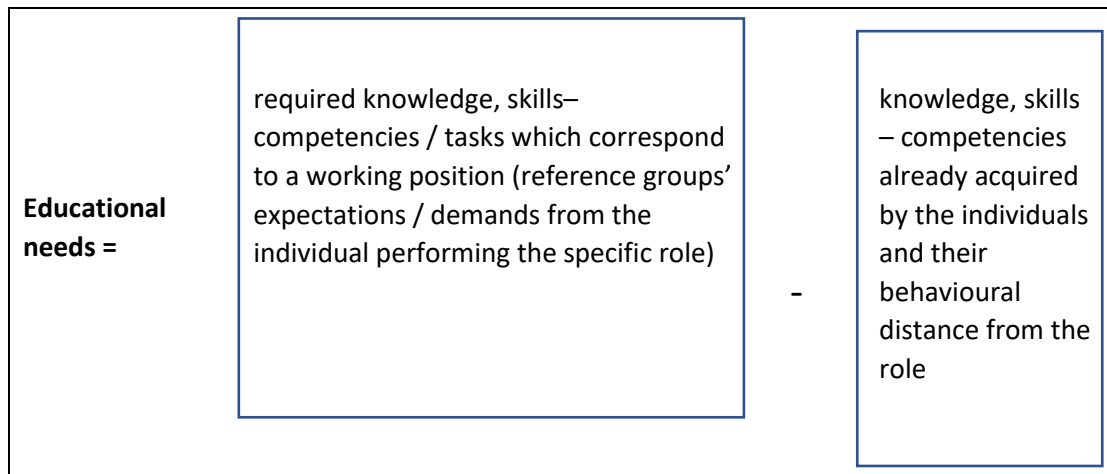 Educational
needs =
required knowledge, skills–
competencies / tasks which correspond
to a working position (reference groups’
expectations / demands from the
individual performing the specific role)
-
knowledge, skills
– competencies
already acquired
by the individuals
and their
behavioural
distance from the
role